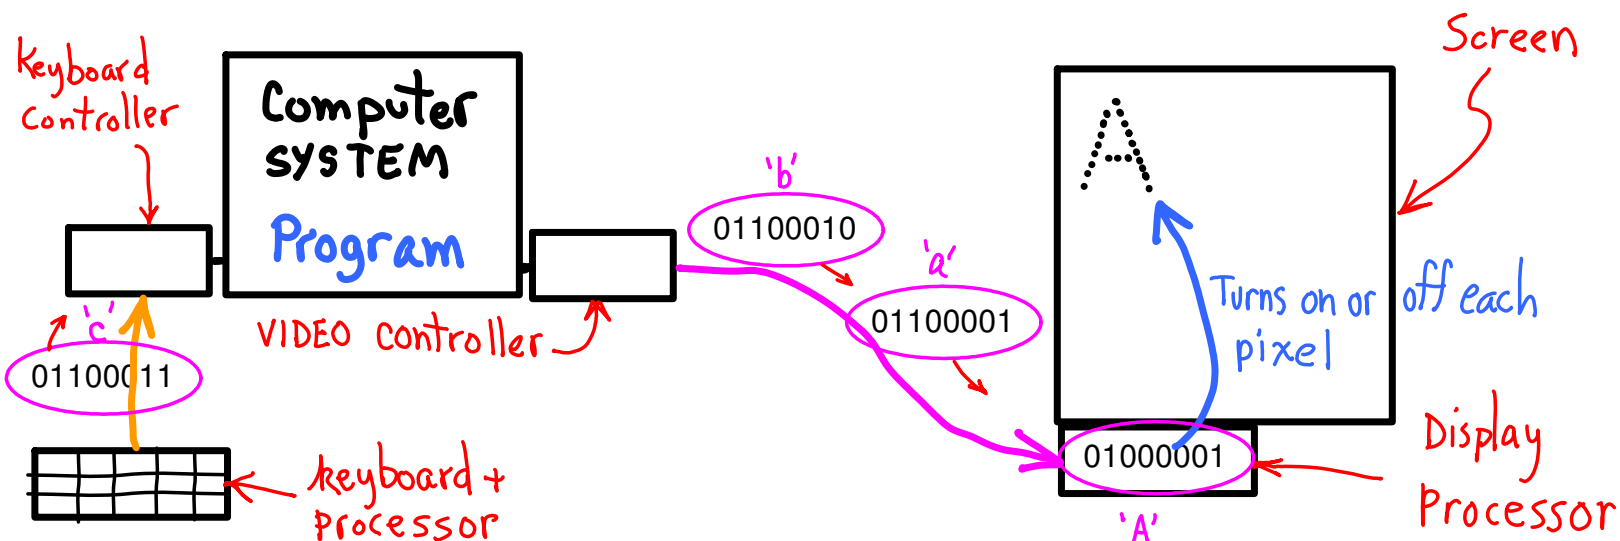 Keyboard
controller
Computer
SYSTEM
Program
'c'
01100011
keyboard +
processor
VIDEO controller
'b'
01100010
'a'
01100001
Screen
A
Turns on or off each
pixel
01000001
'A'
Display
Processor